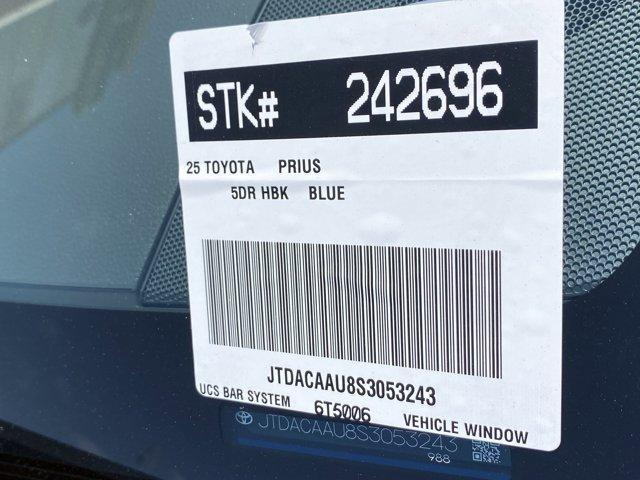 STK# 242696
25 TOYOTA PRIUS
5DR HBK BLUE
JTDACAAU8S3053243
UCS BAR SYSTEM 6T5006 VEHICLE WINDOW
JTDACAAU8S3053243
988